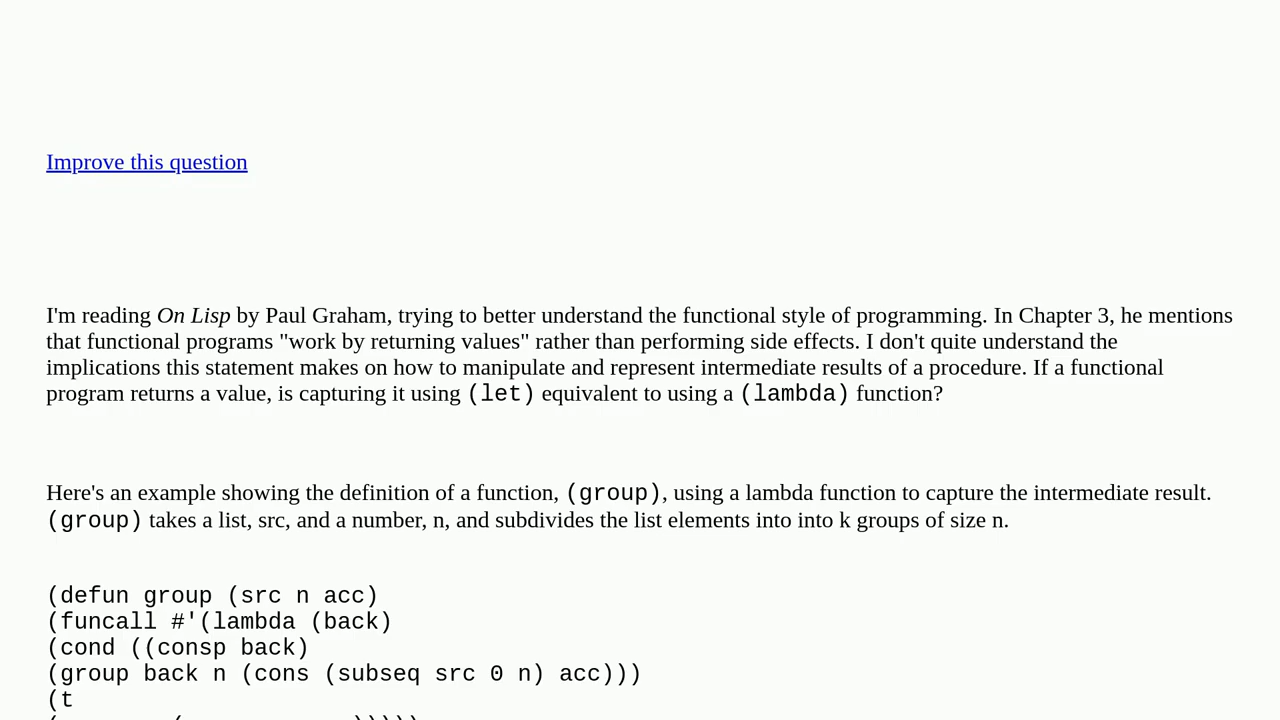 Improve this question
I'm reading On Lisp by Paul Graham, trying to better understand the functional style of programming. In Chapter 3, he mentions
that functional programs "work by returning values" rather than performing side effects. I don't quite understand the
implications this statement makes on how to manipulate and represent intermediate results of a procedure. If a functional
program returns a value, is capturing it using (let) equivalent to using a (lambda) function?
Here's an example showing the definition of a function, (group), using a lambda function to capture the intermediate result.
(group) takes a list, src, and a number, n, and subdivides the list elements into into k groups of size n.
(defun group (src n acc)
(funcall #'(lambda (back)
(cond ((consp back)
(group back n (cons (subseq src 0 n) acc)))
(t